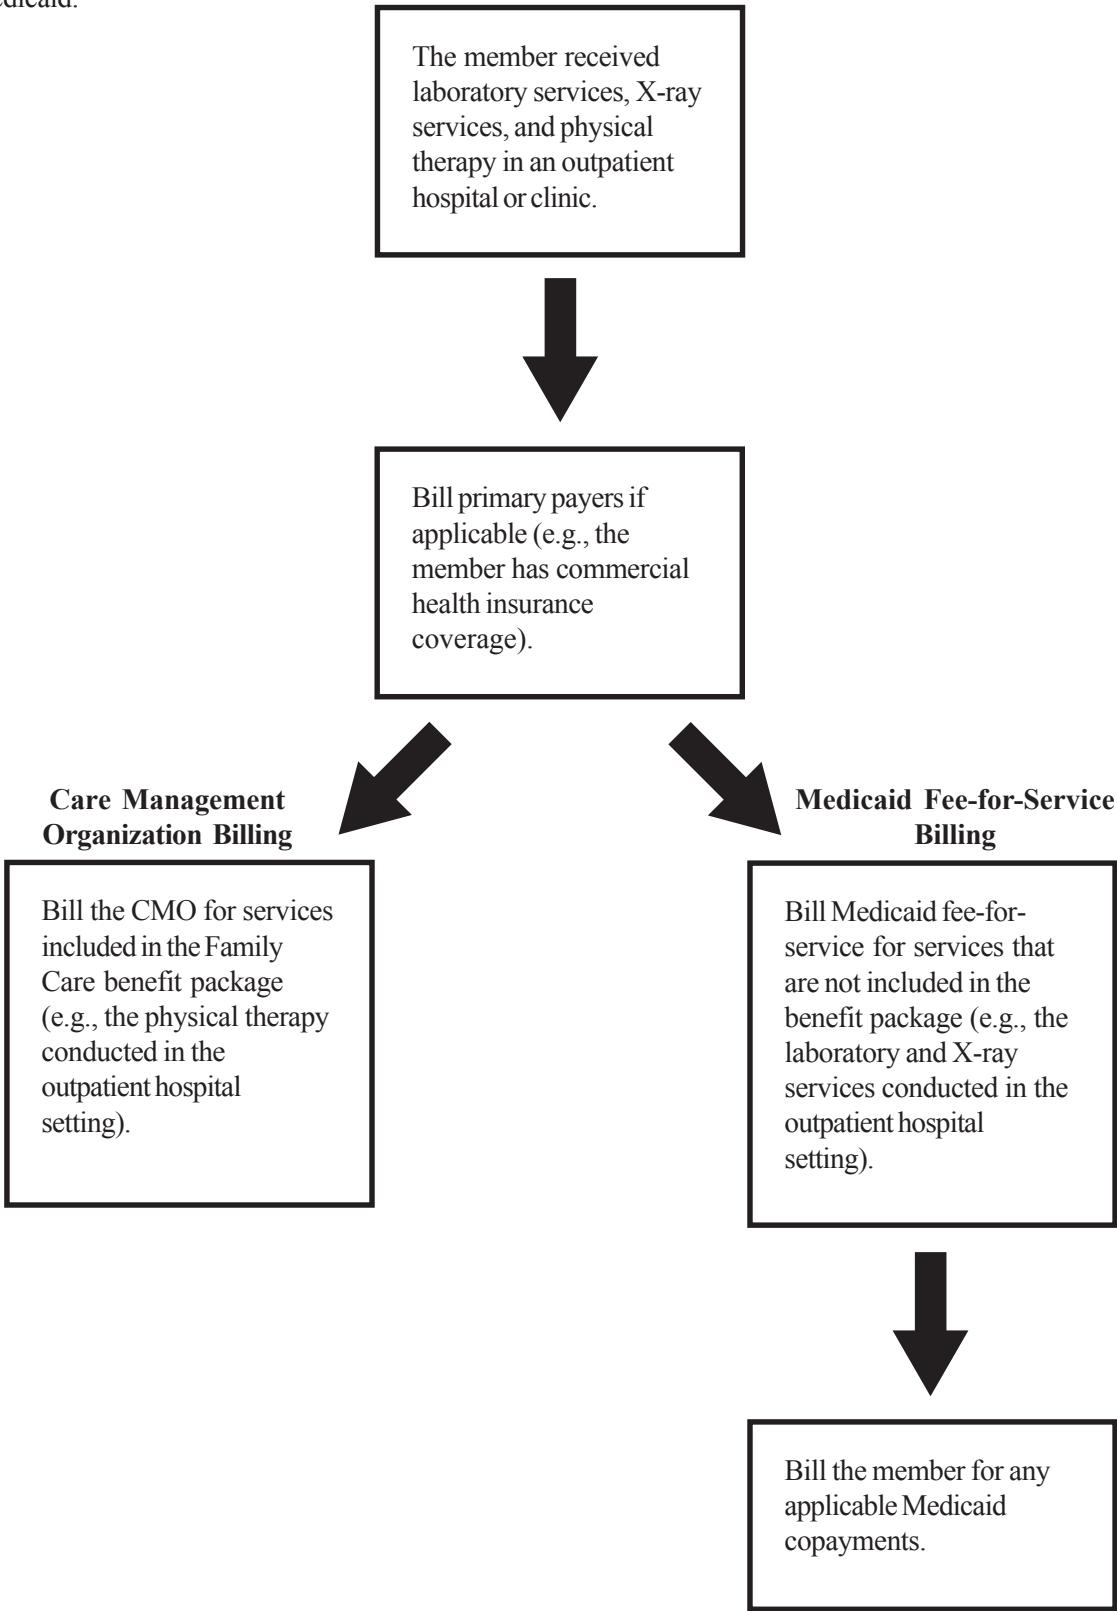 The member received
laboratory services, X-ray
services, and physical
therapy in an outpatient
hospital or clinic.
Bill primary payers if
applicable (e.g., the
member has commercial
health insurance
coverage).
Care Management
Organization Billing
Bill the CMO for services
included in the Family
Care benefit package
(e.g., the physical therapy
conducted in the
outpatient hospital
setting).
Medicaid Fee-for-Service
Billing
Bill Medicaid fee-for-
service for services that
are not included in the
benefit package (e.g., the
laboratory and X-ray
services conducted in the
outpatient hospital
setting).
Bill the member for any
applicable Medicaid
copayments.